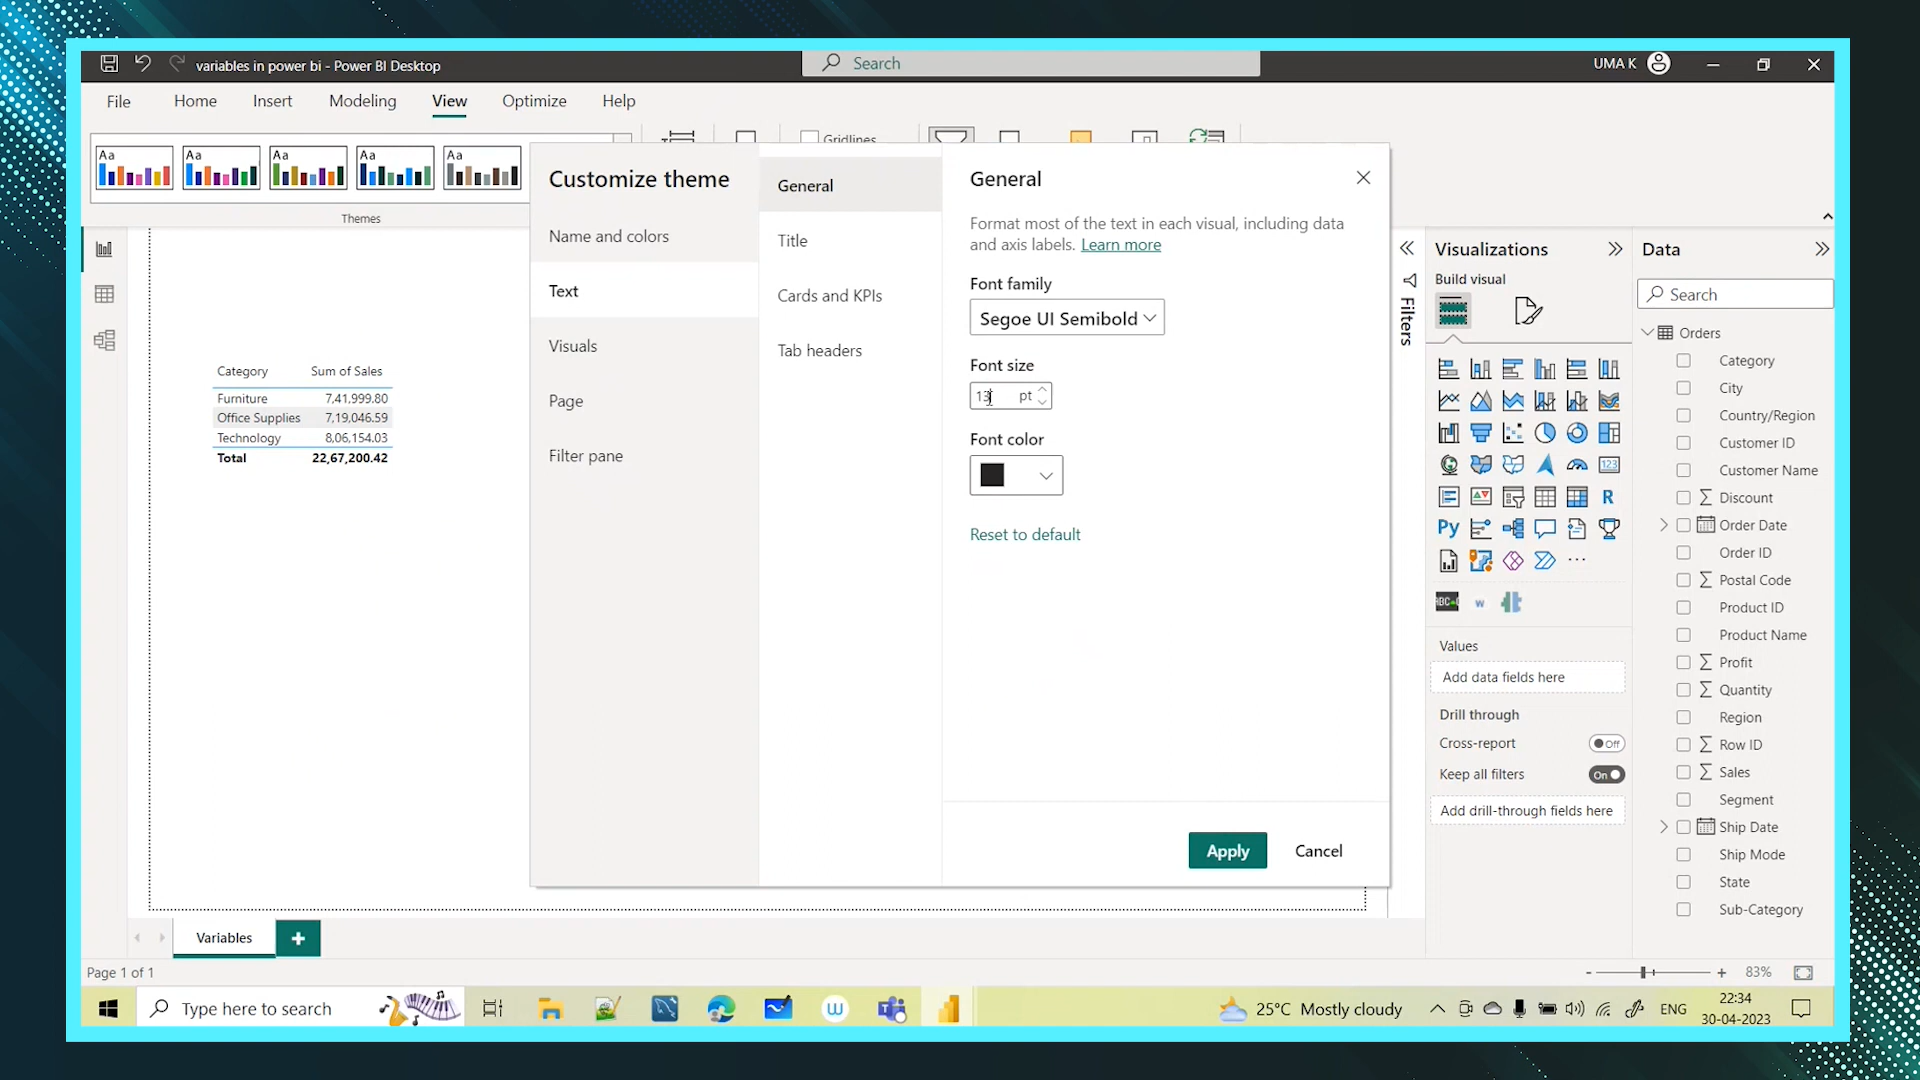 variables in power bi - Power BI Desktop
Search
UMA K
File
Home
Insert
Modeling
View
Optimize
Help
Gridlines
Aa
Aa
Aa
Aa
Aa
Themes
Customize theme
Name and colors
Text
Visuals
Page
Filter pane
General
Title
Cards and KPIs
Tab headers
General
Format most of the text in each visual, including data
and axis labels. Learn more
Font family
Segoe UI Semibold
Font size
13 pt
Font color
Reset to default
Apply
Cancel
Category Sum of Sales
Furniture 7,41,999.80
Office Supplies 7,19,046.59
Technology 8,06,154.03
Total 22,67,200.42
Filters
Visualizations
Build visual
123
R
Py
ABC
w
Values
Add data fields here
Drill through
Cross-report
Off
Keep all filters
On
Add drill-through fields here
Data
Search
Orders
Category
City
Country/Region
Customer ID
Customer Name
Discount
Order Date
Order ID
Postal Code
Product ID
Product Name
Profit
Quantity
Region
Row ID
Sales
Segment
Ship Date
Ship Mode
State
Sub-Category
Variables
Page 1 of 1
83%
Type here to search
25°C Mostly cloudy
ENG
22:34
30-04-2023